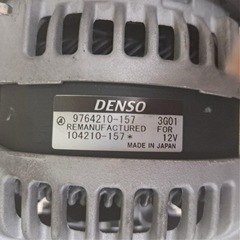 DENSO
A 9764210-157 3G01
REMANUFACTURED FOR
104210-157* 12V
MADE IN JAPAN